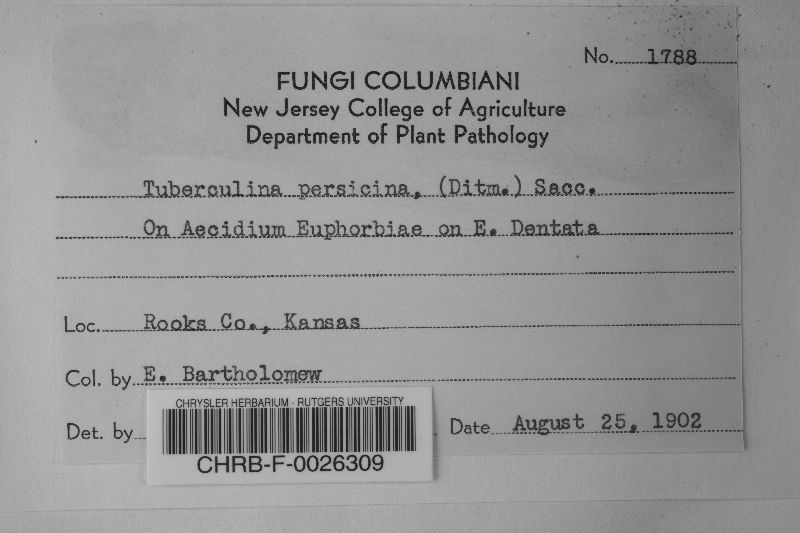 No. 1788
FUNGI COLUMBIANI
New Jersey College of Agriculture
Department of Plant Pathology
Tuberculina persicina, (Ditm.) Sacc.
On Aecidium Euphorbiae on E. Dentata
Loc. Rooks Co., Kansas
Col. by E. Bartholomew
CHRYSLER HERBARIUM - RUTGERS UNIVERSITY
Det. by Date August 25, 1902
CHRB-F-0026309